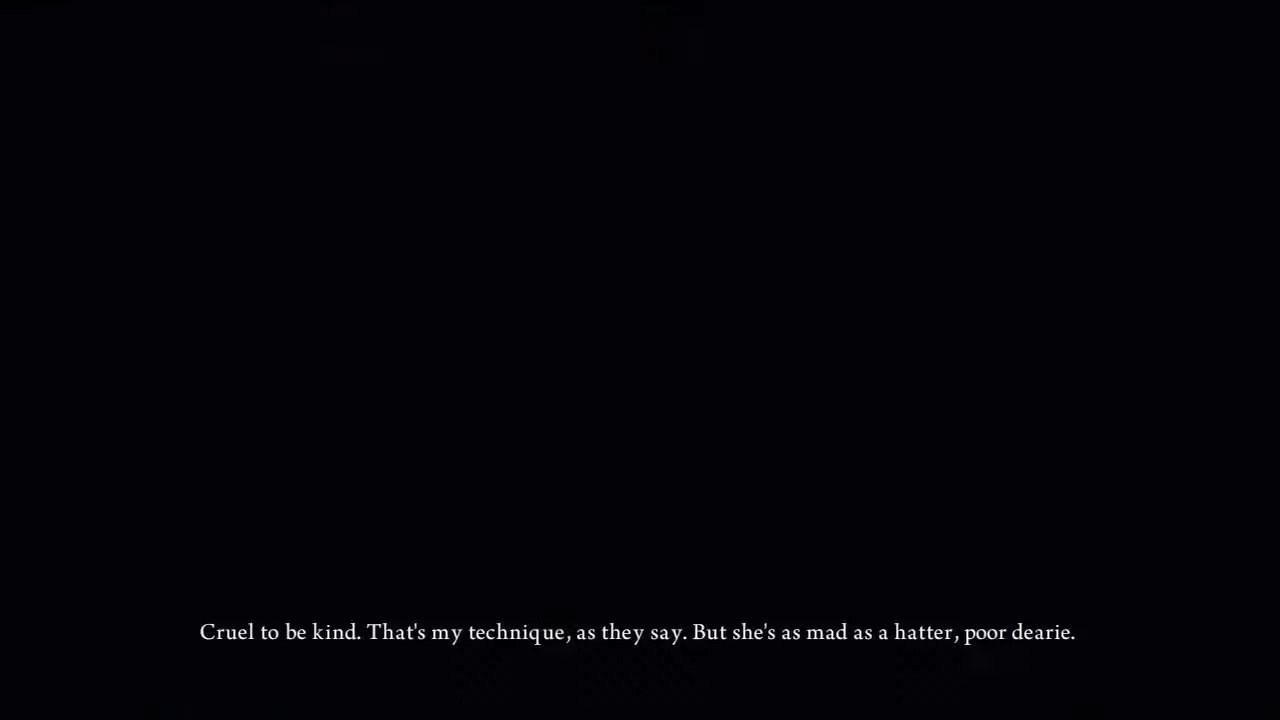 Cruel to be kind. That's my technique, as they say. But she's as mad as a hatter, poor dearie.